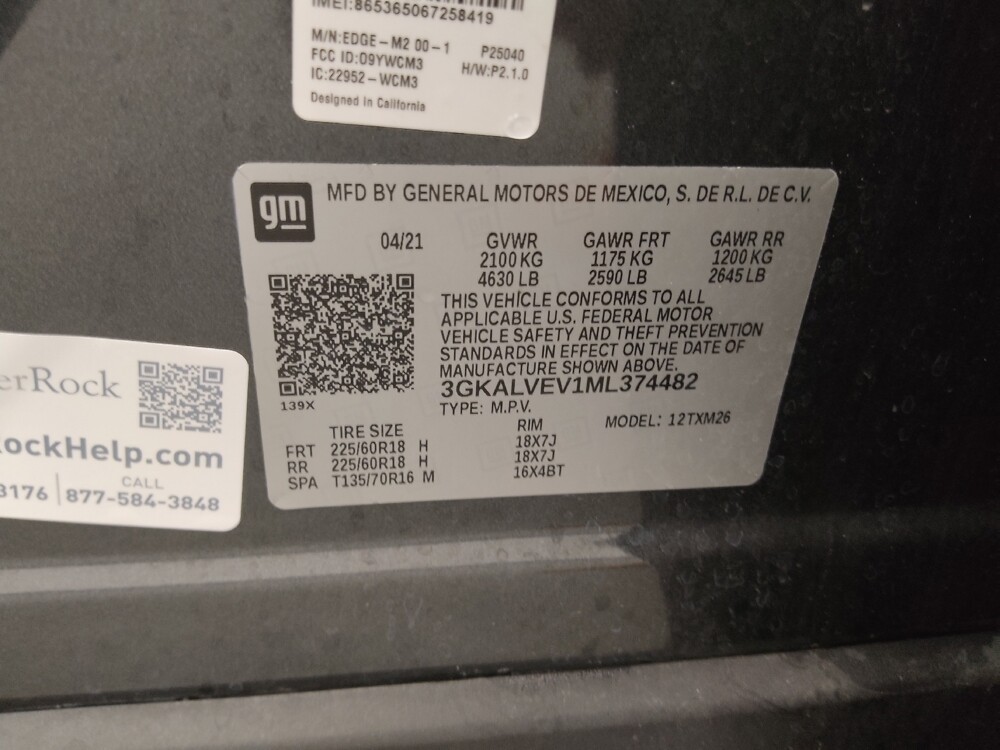 IMEI:865365067258419
M/N:EDGE-M2 00-1 P25040
FCC ID:O9YWCM3 H/W:P2.1.0
IC:22952-WCM3
Designed in California
gm
MFD BY GENERAL MOTORS DE MEXICO, S. DE R.L. DE C.V.
04/21 GVWR GAWR FRT GAWR RR
2100 KG 1175 KG 1200 KG
4630 LB 2590 LB 2645 LB
THIS VEHICLE CONFORMS TO ALL
APPLICABLE U.S. FEDERAL MOTOR
VEHICLE SAFETY AND THEFT PREVENTION
STANDARDS IN EFFECT ON THE DATE OF
MANUFACTURE SHOWN ABOVE.
3GKALVEV1ML374482
139X
TYPE: M.P.V.
MODEL: 12TXM26
TIRE SIZE RIM
FRT 225/60R18 H 18X7J
RR 225/60R18 H 18X7J
SPA T135/70R16 M 16X4BT
erRock
ockHelp.com
CALL
3176 877-584-3848